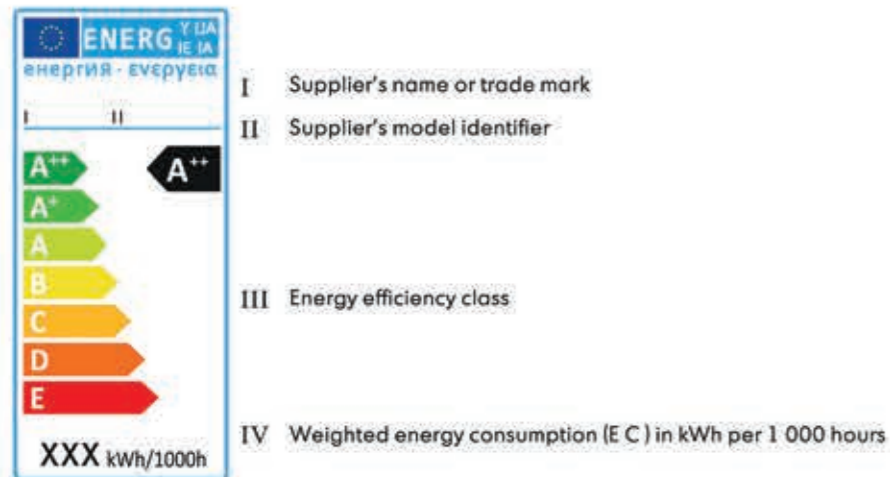 ENERG Y IJA
IE IA
енергия · ενεργεια
I Supplier's name or trade mark
II Supplier's model identifier
I II
A++ A++
A+
A
B
III Energy efficiency class
C
D
E
IV Weighted energy consumption (E C ) in kWh per 1 000 hours
XXX kWh/1000h